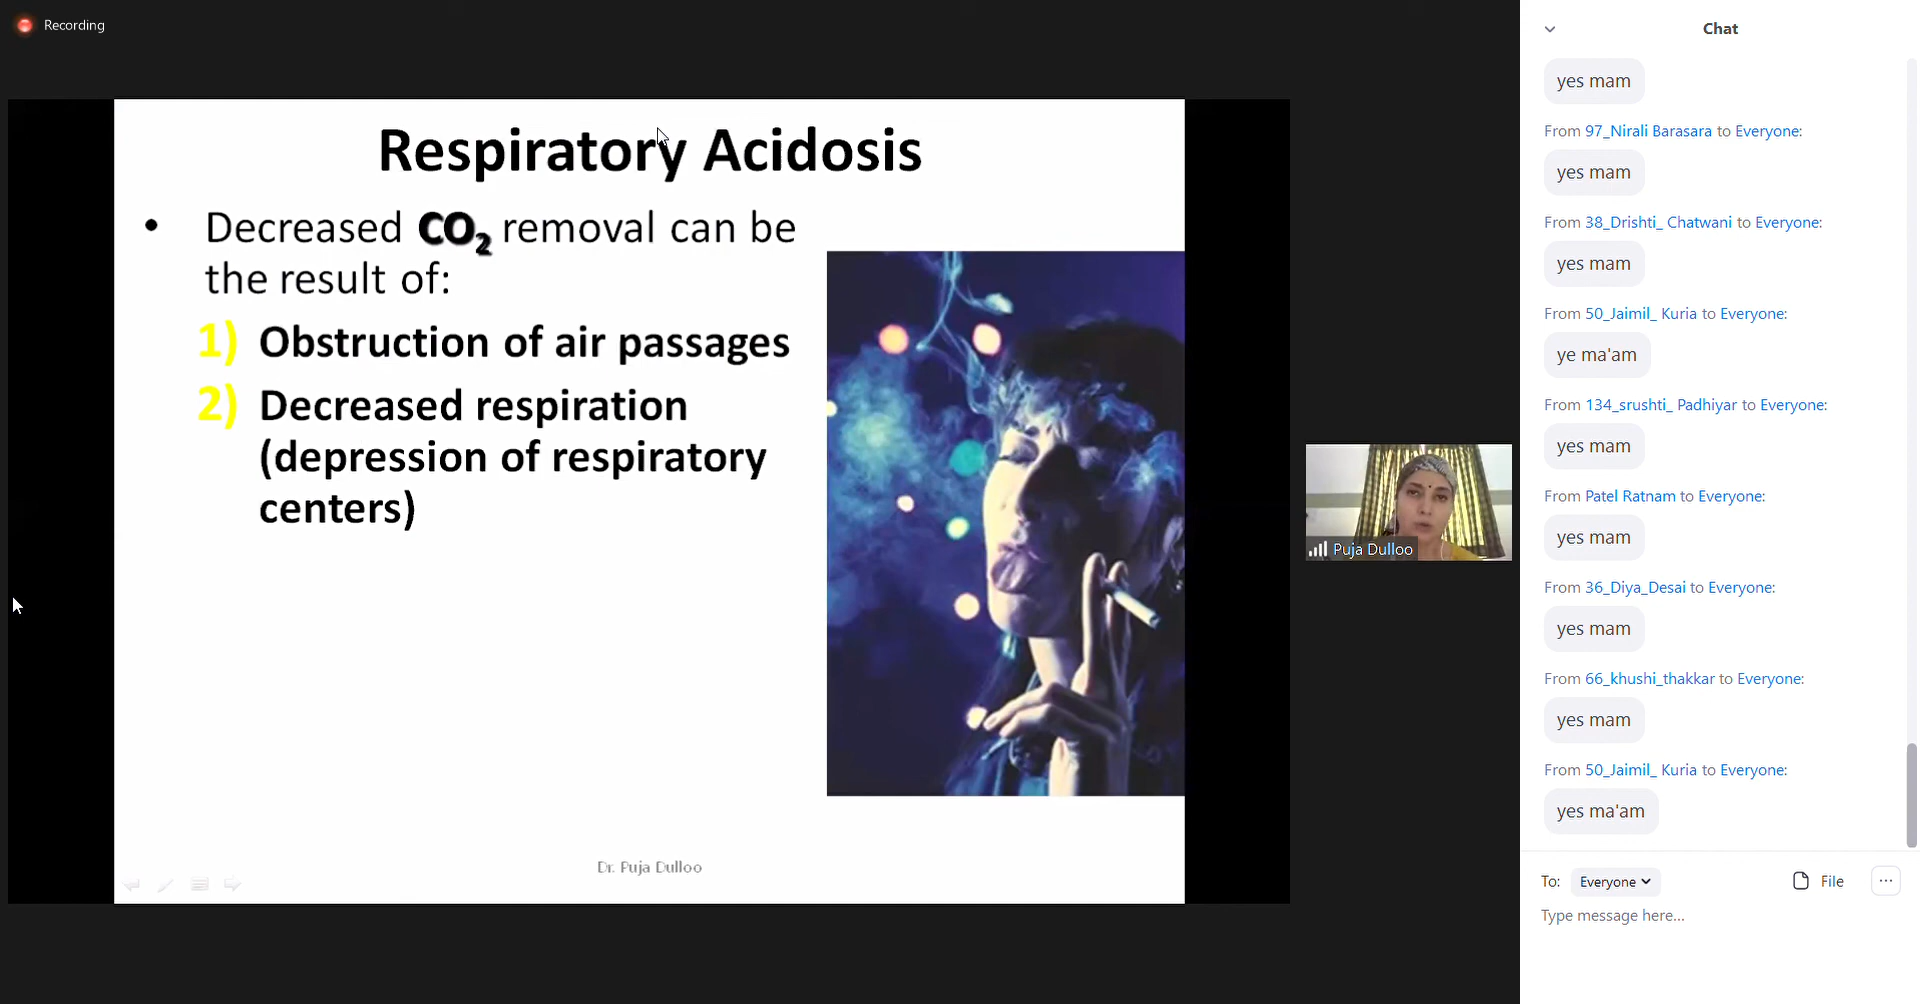 Recording
Respiratory Acidosis
• Decreased CO₂ removal can be
the result of:
1) Obstruction of air passages
2) Decreased respiration
(depression of respiratory
centers)
Dr. Puja Dulloo
Puja Dulloo
Chat
yes mam
From 97_Nirali Barasara to Everyone:
yes mam
From 38_Drishti_ Chatwani to Everyone:
yes mam
From 50_Jaimil_ Kuria to Everyone:
ye ma'am
From 134_srushti_ Padhiyar to Everyone:
yes mam
From Patel Ratnam to Everyone:
yes mam
From 36_Diya_Desai to Everyone:
yes mam
From 66_khushi_thakkar to Everyone:
yes mam
From 50_Jaimil_ Kuria to Everyone:
yes ma'am
To: Everyone File ...
Type message here...